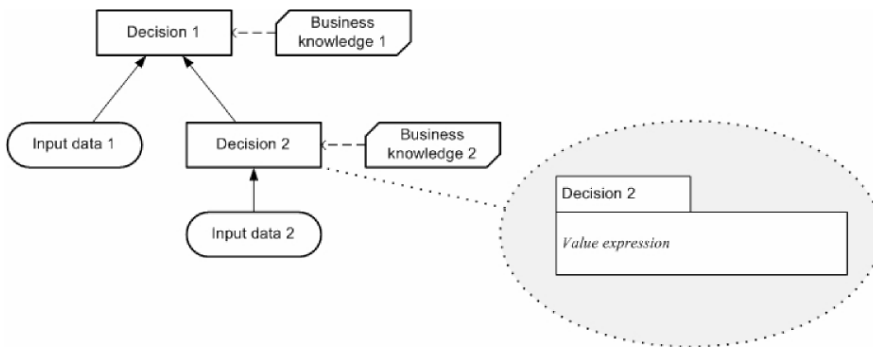 Decision 1
Business
knowledge 1
Input data 1
Decision 2
Business
knowledge 2
Input data 2
Decision 2
Value expression